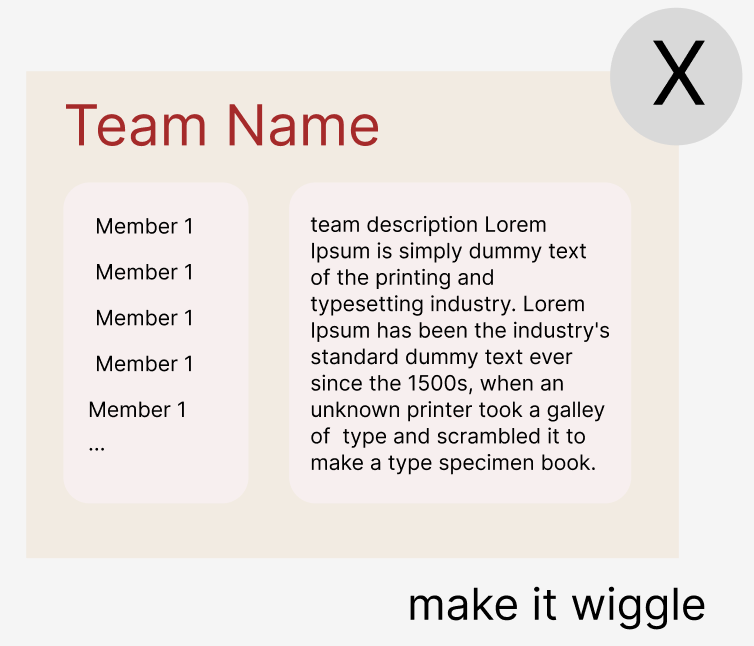 X
Team Name
Member 1
Member 1
Member 1
Member 1
Member 1
...
team description Lorem
Ipsum is simply dummy text
of the printing and
typesetting industry. Lorem
Ipsum has been the industry's
standard dummy text ever
since the 1500s, when an
unknown printer took a galley
of  type and scrambled it to
make a type specimen book.
make it wiggle